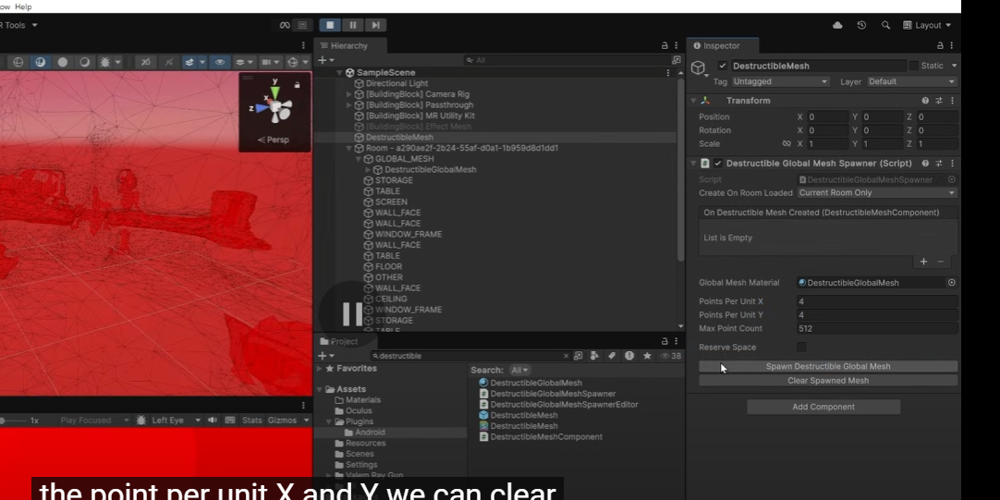 ow Help
R Tools
Layout
Hierarchy
Inspector
All
SampleScene
Directional Light
[BuildingBlock] Camera Rig
[BuildingBlock] Passthrough
[BuildingBlock] MR Utility Kit
[BuildingBlock] Effect Mesh
DestructibleMesh
Room - a290ae2f-2b24-55af-d0a1-1b959d8d1dd1
GLOBAL_MESH
DestructibleGlobalMesh
STORAGE
TABLE
SCREEN
WALL_FACE
WALL_FACE
WINDOW_FRAME
WALL_FACE
TABLE
FLOOR
OTHER
WALL_FACE
CEILING
WINDOW_FRAME
STORAGE
TABLE
y
x
z
< Persp
DestructibleMesh
Static
Tag Untagged Layer Default
Transform
Position X 0 Y 0 Z 0
Rotation X 0 Y 0 Z 0
Scale X 1 Y 1 Z 1
Destructible Global Mesh Spawner (Script)
Script DestructibleGlobalMeshSpawner
Create On Room Loaded Current Room Only
On Destructible Mesh Created (DestructibleMeshComponent)
List is Empty
+ −
Global Mesh Material DestructibleGlobalMesh
Points Per Unit X 4
Points Per Unit Y 4
Max Point Count 512
Reserve Space
Spawn Destructible Global Mesh
Clear Spawned Mesh
Add Component
Project
destructible
38
Favorites
Assets
Materials
Oculus
Plugins
Android
Resources
Scenes
Settings
Valem Ray Gun
Search: All
DestructibleGlobalMesh
DestructibleGlobalMeshSpawner
DestructibleGlobalMeshSpawnerEditor
DestructibleMesh
DestructibleMesh
DestructibleMeshComponent
1x Play Focused Left Eye Stats Gizmos
the point per unit X and Y we can clear